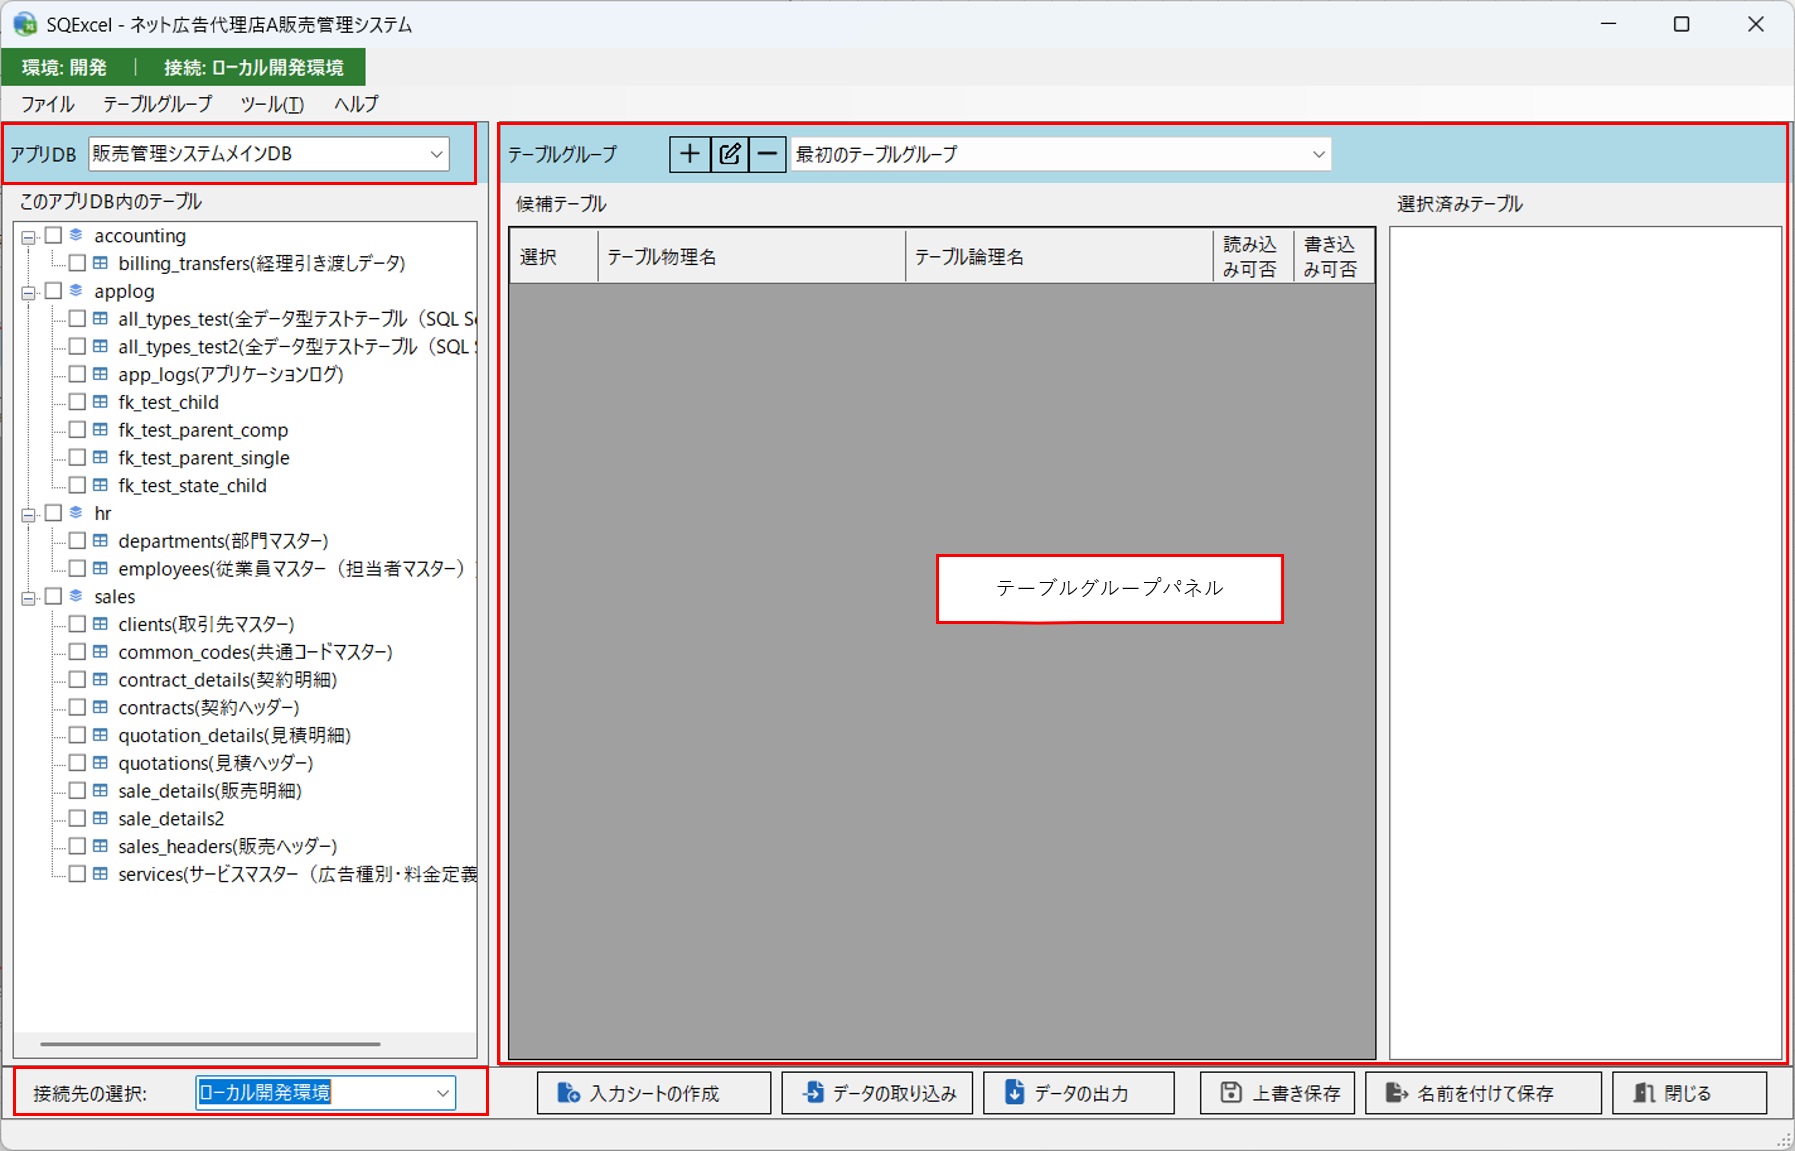 SQExcel - ネット広告代理店A販売管理システム
環境: 開発 | 接続: ローカル開発環境
ファイル テーブルグループ ツール(T) ヘルプ
アプリDB 販売管理システムメインDB
テーブルグループ 最初のテーブルグループ
このアプリDB内のテーブル
accounting
billing_transfers(経理引き渡しデータ)
applog
all_types_test(全データ型テストテーブル（SQL Se
all_types_test2(全データ型テストテーブル（SQL S
app_logs(アプリケーションログ)
fk_test_child
fk_test_parent_comp
fk_test_parent_single
fk_test_state_child
hr
departments(部門マスター)
employees(従業員マスター（担当者マスター）)
sales
clients(取引先マスター)
common_codes(共通コードマスター)
contract_details(契約明細)
contracts(契約ヘッダー)
quotation_details(見積明細)
quotations(見積ヘッダー)
sale_details(販売明細)
sale_details2
sales_headers(販売ヘッダー)
services(サービスマスター（広告種別・料金定義
候補テーブル
選択 テーブル物理名 テーブル論理名 読み込み可否 書き込み可否
テーブルグループパネル
選択済みテーブル
接続先の選択: ローカル開発環境
入力シートの作成 データの取り込み データの出力 上書き保存 名前を付けて保存 閉じる